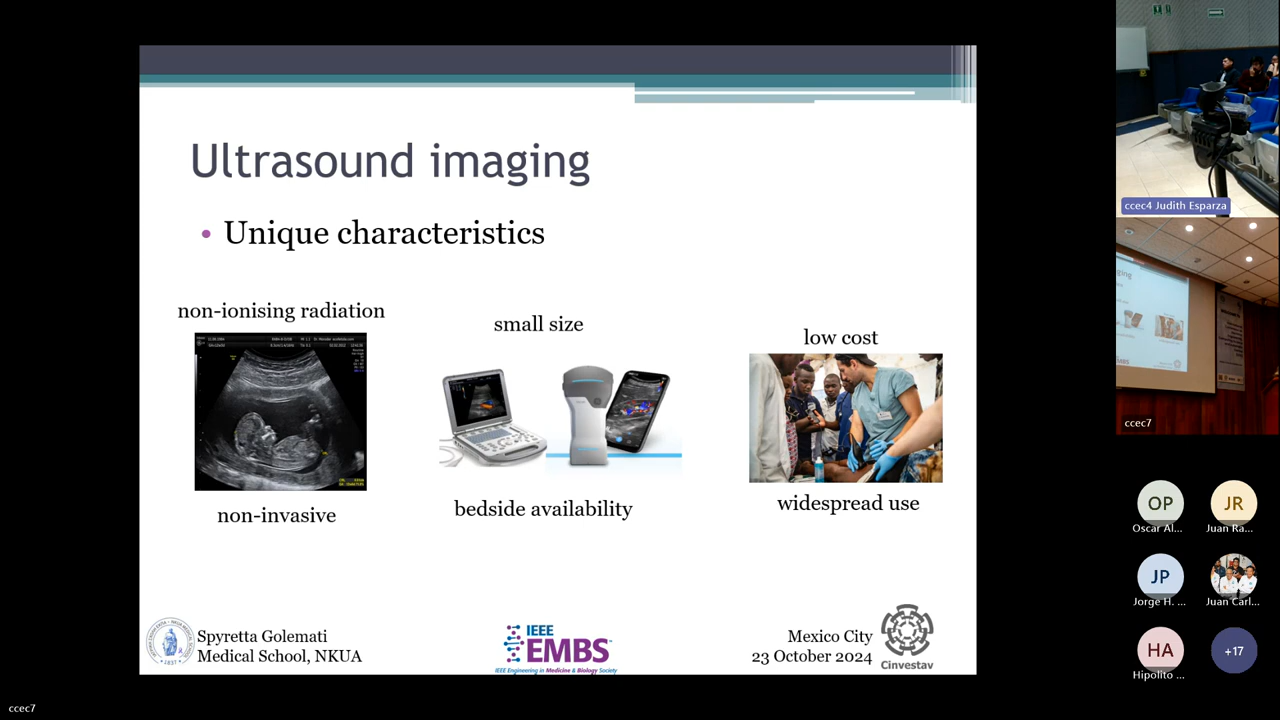 Ultrasound imaging
• Unique characteristics
non-ionising radiation
small size
low cost
non-invasive
bedside availability
widespread use
Spyretta Golemati
Medical School, NKUA
IEEE
EMBS
IEEE Engineering in Medicine & Biology Society
Mexico City
23 October 2024
Cinvestav
ccec4 Judith Esparza
ccec7
OP
Oscar Al...
JR
Juan Ra...
JP
Jorge H. ...
Juan Carl...
HA
Hipolito ...
+17
ccec7